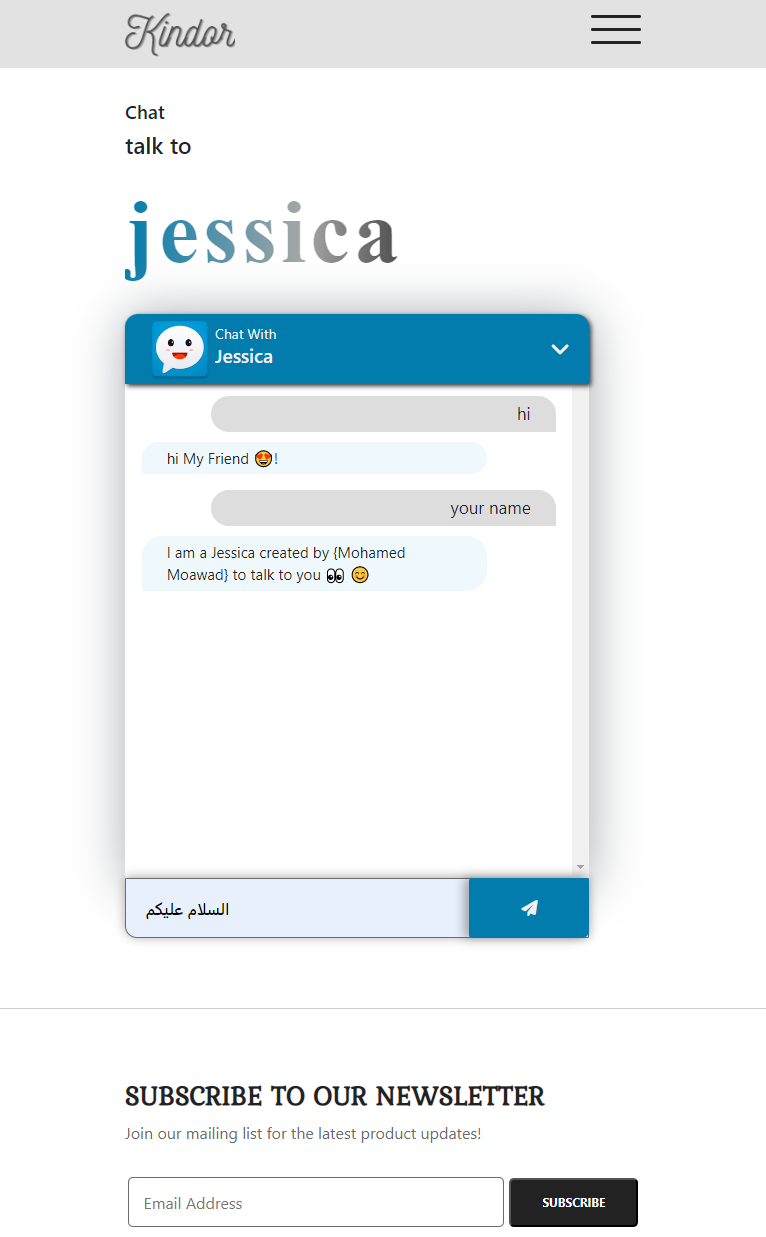 Kindor
Chat
talk to
jessica
Chat With
Jessica
hi
hi My Friend 😍!
your name
I am a Jessica created by {Mohamed
Moawad} to talk to you 👀 😊
السلام عليكم
SUBSCRIBE TO OUR NEWSLETTER
Join our mailing list for the latest product updates!
Email Address
SUBSCRIBE